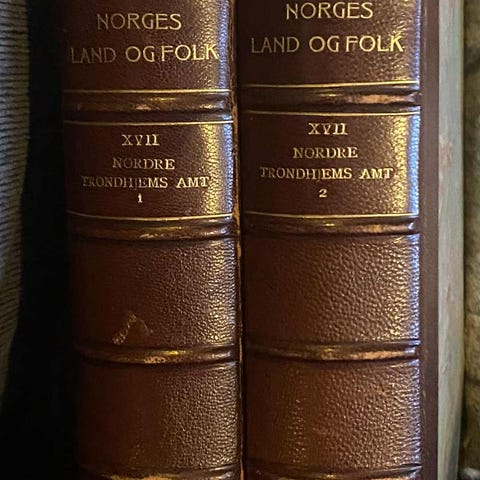 NORGES
LAND OG FOLK
XVII
NORDRE
TRONDHJEMS AMT
1
NORGES
LAND OG FOLK
XVII
NORDRE
TRONDHJEMS AMT
2